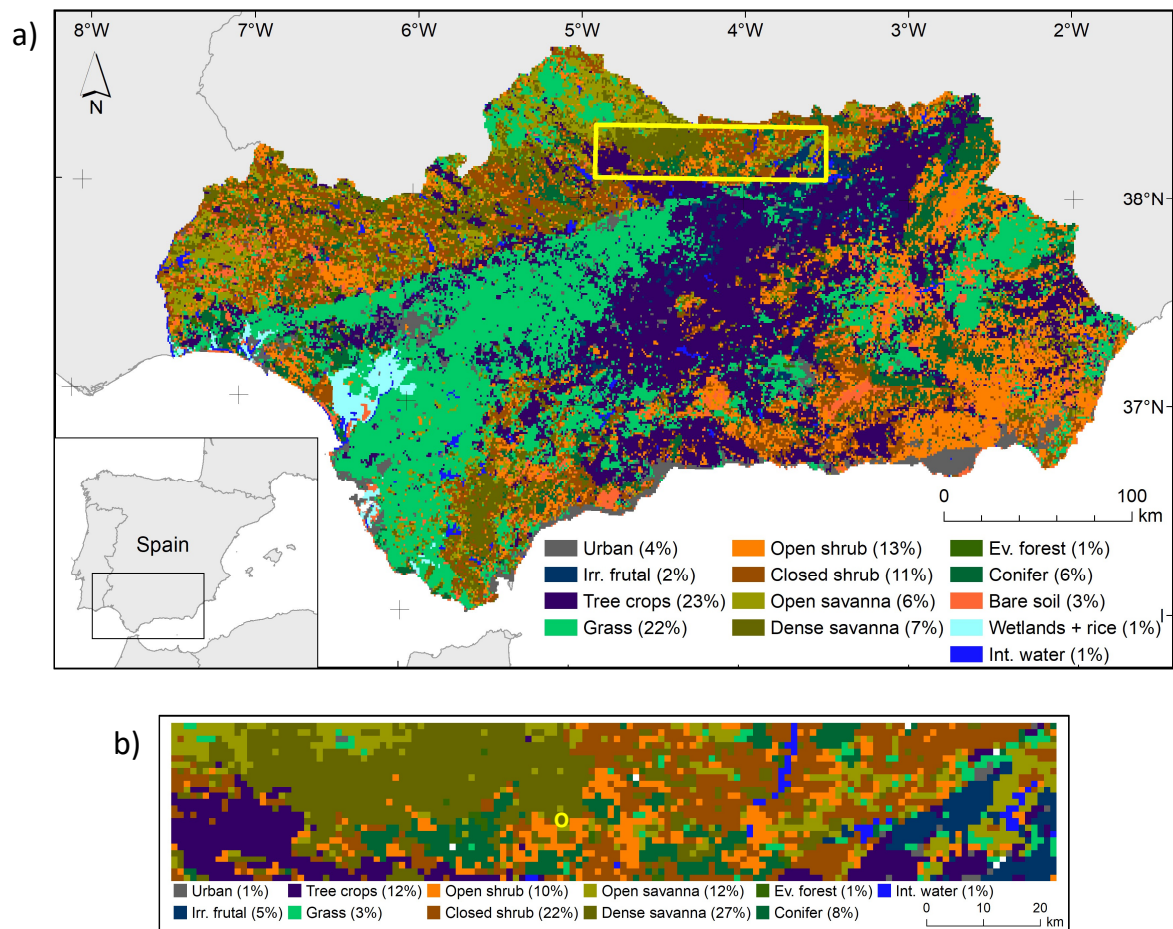 a)
8°W 7°W 6°W 5°W 4°W 3°W 2°W
N
38°N
37°N
0 100
km
Spain
Urban (4%) Open shrub (13%) Ev. forest (1%)
Irr. frutal (2%) Closed shrub (11%) Conifer (6%)
Tree crops (23%) Open savanna (6%) Bare soil (3%)
Grass (22%) Dense savanna (7%) Wetlands + rice (1%)
Int. water (1%)
b)
O
Urban (1%) Tree crops (12%) Open shrub (10%) Open savanna (12%) Ev. forest (1%) Int. water (1%)
Irr. frutal (5%) Grass (3%) Closed shrub (22%) Dense savanna (27%) Conifer (8%)
0 10 20
km